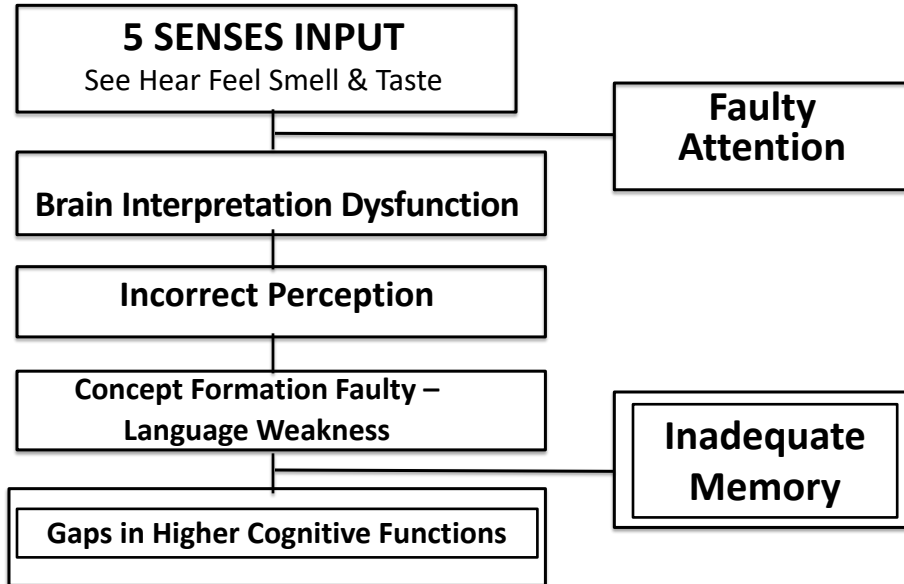 5 SENSES INPUT
See Hear Feel Smell & Taste
Faulty
Attention
Brain Interpretation Dysfunction
Incorrect Perception
Concept Formation Faulty –
Language Weakness
Inadequate
Memory
Gaps in Higher Cognitive Functions